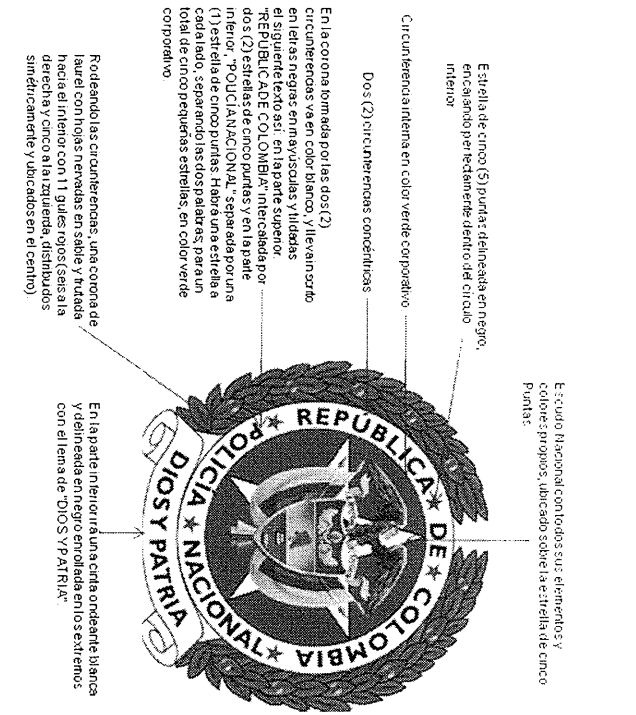 Escudo Nacional con todos sus elementos y
colores propios, ubicado sobre la estrella de cinco
Puntas.
Estrella de cinco (5) puntas delineada en negro,
encajando perfectamente dentro del círculo
interior
Circunferencia interna en color verde corporativo
Dos (2) circunferencias concéntricas
En la corona formada por las dos (2)
circunferencias va en color blanco, y lleva inscrito
en letras negras en mayúsculas y tildadas
el siguiente texto así: en la parte superior.
"REPÚBLICA DE COLOMBIA" intercalada por
dos (2) estrellas de cinco puntas y en la parte
inferior, "POLICÍA NACIONAL" separada por una
(1) estrella de cinco puntas. Habrá una estrella a
cada lado, separando las dos palabras, para un
total de cinco pequeñas estrellas, en color verde
corporativo.
Rodeando las circunferencias, una corona de
laurel con hojas nervadas en sable y frutada
hacia el interior con 11 gules rojos (seis a la
derecha y cinco a la izquierda, distribuidos
simétricamente y ubicados en el centro).
En la parte inferior irá una cinta ondeante blanca
y delineada en negro enrollada en los extremos
con el lema de "DIOS Y PATRIA".
REPÚBLICA ★ DE ★ COLOMBIA
★ POLICÍA ★ NACIONAL ★
DIOS Y PATRIA